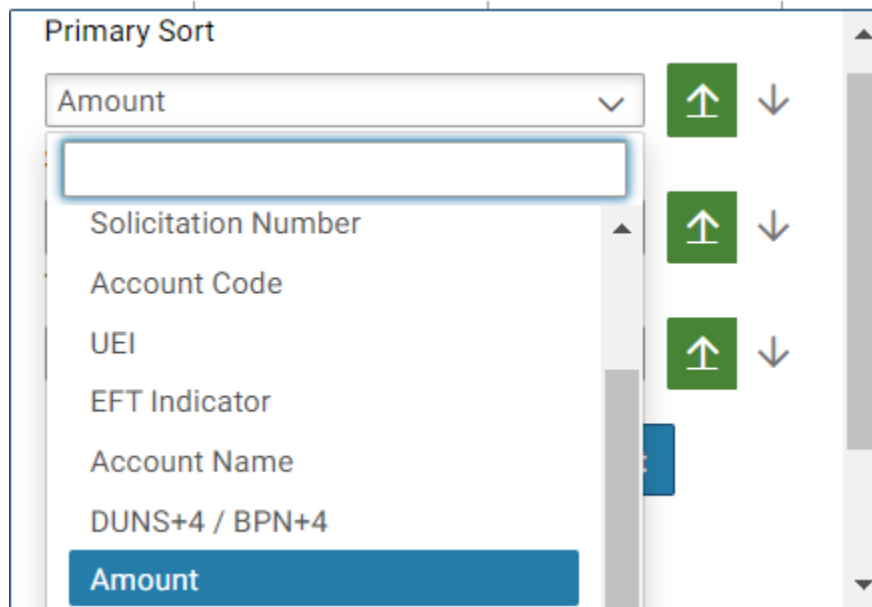 Primary Sort
Amount
Solicitation Number
Account Code
UEI
EFT Indicator
Account Name
DUNS+4 / BPN+4
Amount